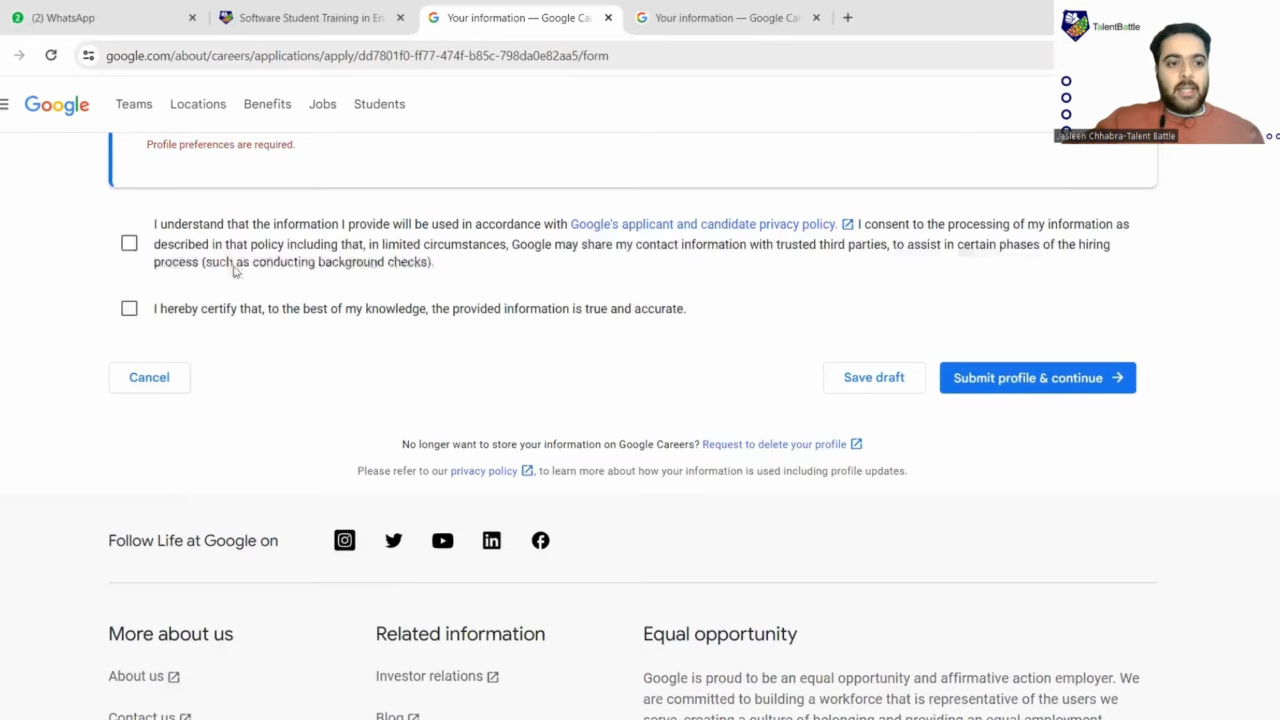 (2) WhatsApp
Software Student Training in En
Your information — Google Ca
Your information — Google Ca
TalentBattle
google.com/about/careers/applications/apply/dd7801f0-ff77-474f-b85c-798da0e82aa5/form
Google
Teams
Locations
Benefits
Jobs
Students
Jasleen Chhabra-Talent Battle
Profile preferences are required.
I understand that the information I provide will be used in accordance with Google's applicant and candidate privacy policy. I consent to the processing of my information as
described in that policy including that, in limited circumstances, Google may share my contact information with trusted third parties, to assist in certain phases of the hiring
process (such as conducting background checks).
I hereby certify that, to the best of my knowledge, the provided information is true and accurate.
Cancel
Save draft
Submit profile & continue
No longer want to store your information on Google Careers? Request to delete your profile
Please refer to our privacy policy, to learn more about how your information is used including profile updates.
Follow Life at Google on
More about us
Related information
Equal opportunity
About us
Investor relations
Google is proud to be an equal opportunity and affirmative action employer. We
are committed to building a workforce that is representative of the users we
Contact us
Blog
serve, creating a culture of belonging and providing an equal employment